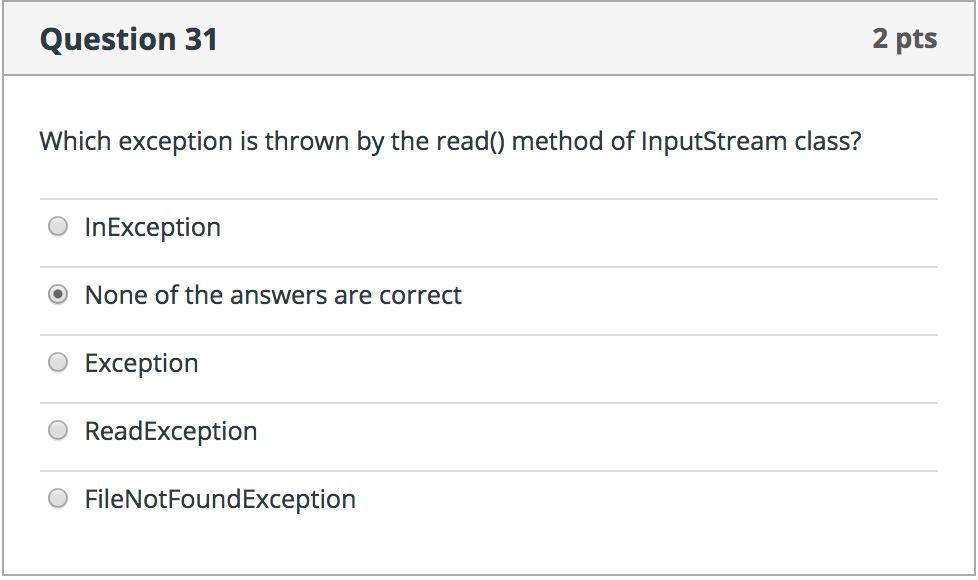 Question 31
2 pts
Which exception is thrown by the read() method of InputStream class?
InException
None of the answers are correct
Exception
ReadException
FileNotFoundException